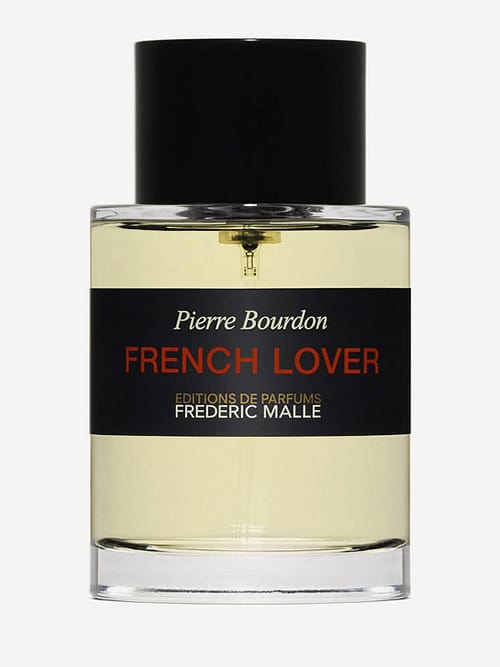 Pierre Bourdon
FRENCH LOVER
EDITIONS DE PARFUMS
FREDERIC MALLE